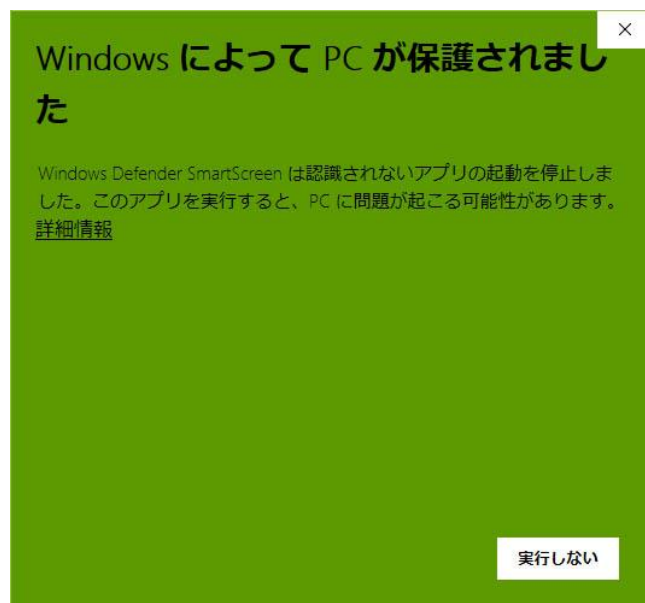 Windows によって PC が保護されまし
た
Windows Defender SmartScreen は認識されないアプリの起動を停止しま
した。このアプリを実行すると、PC に問題が起こる可能性があります。
詳細情報
実行しない